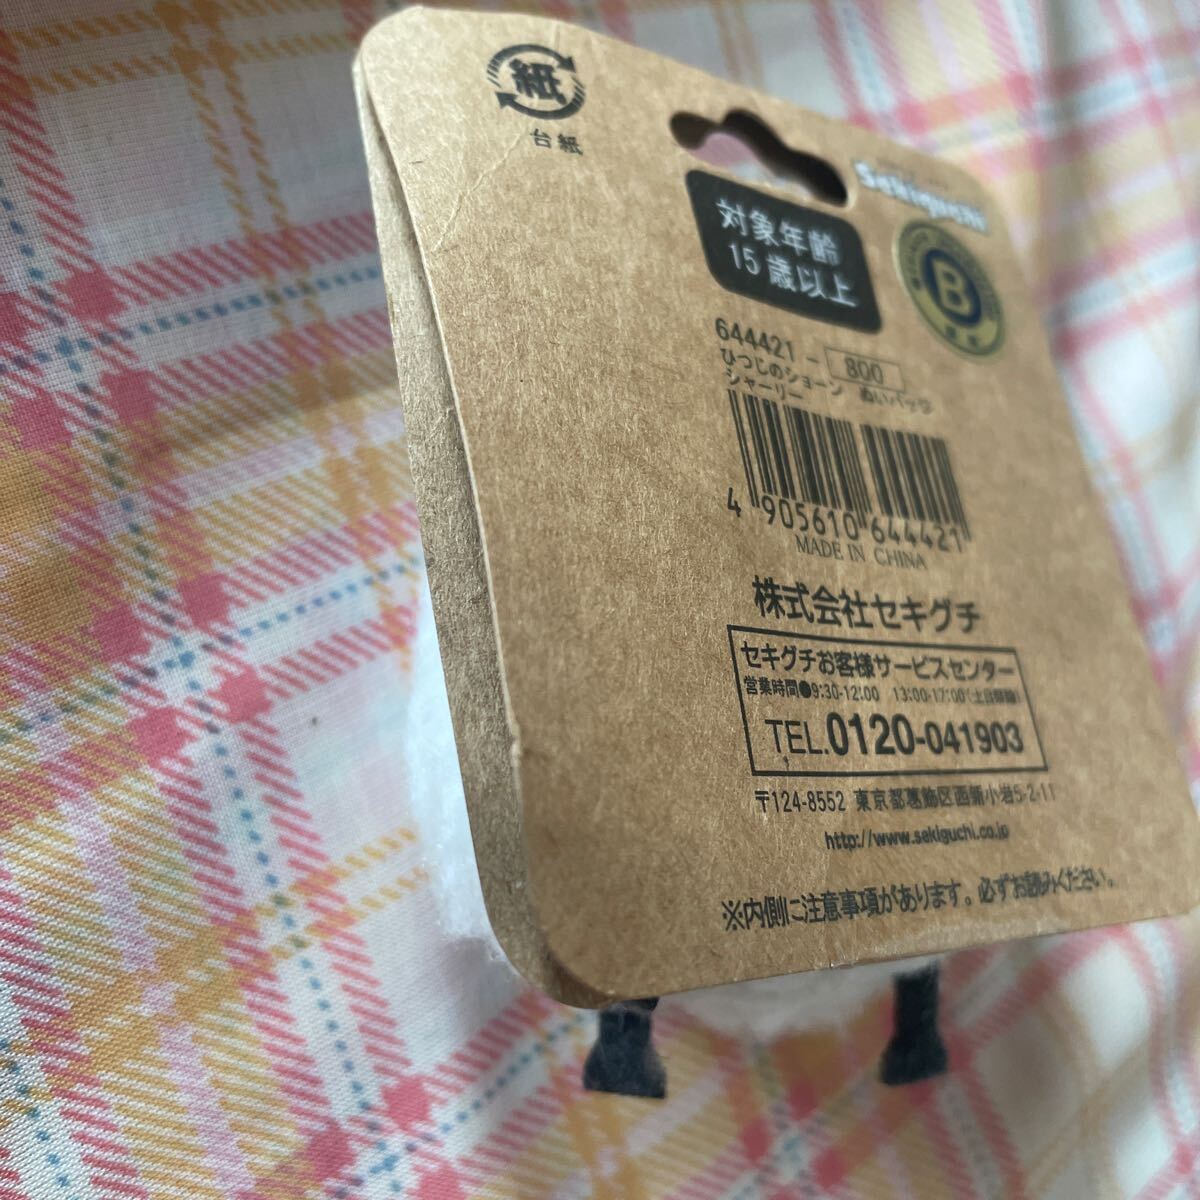 紙
台紙
Sekiguchi
対象年齢
15歳以上
B
644421-800
ひつじのショーン ぬいパッチ
シャーリー
4 905610 644421
MADE IN CHINA
株式会社セキグチ
セキグチお客様サービスセンター
営業時間●9:30-12:00 13:00-17:00(土日祭除)
TEL.0120-041903
〒124-8552 東京都葛飾区西新小岩5-2-11
http://www.sekiguchi.co.jp
※内側に注意事項があります。必ずお読みください。